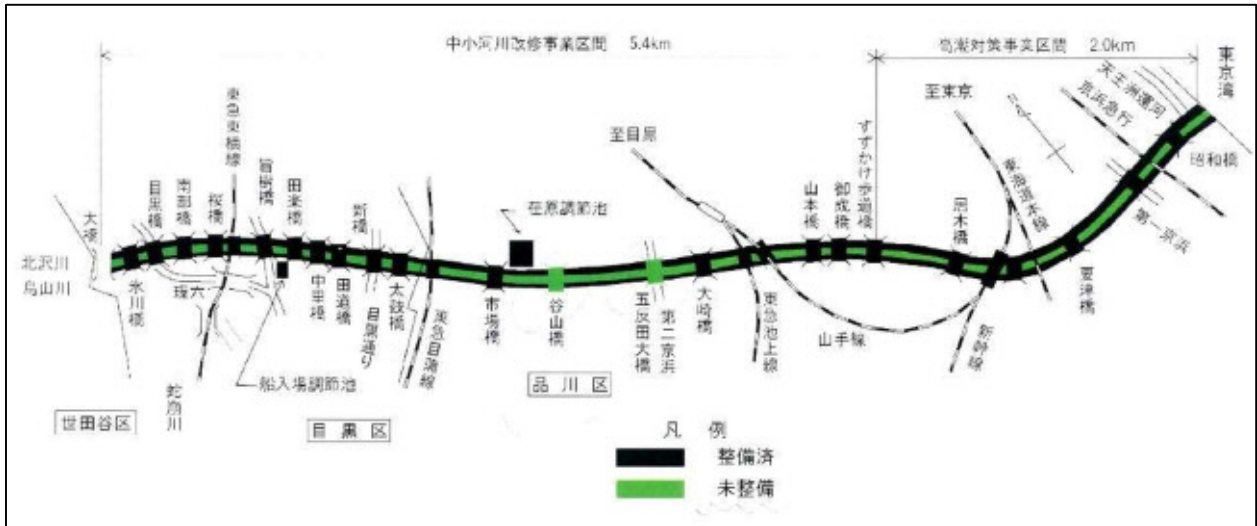 中小河川改修事業区間 5.4km
高潮対策事業区間 2.0km
東京湾
天王洲運河
京浜急行
至東京
すずかけ歩道橋
至目黒
東急東横線
昭和橋
大橋
目黒橋
南部橋
桜橋
田楽橋
新橋
荏原調節池
山本橋
御成橋
居木橋
東海道本線
第一京浜
北沢川
烏山川
氷川橋
中里橋
田道橋
目黒通り
太鼓橋
東急目蒲線
市場橋
谷山橋
五反田大橋
第二京浜
大崎橋
東急池上線
山手線
新幹線
要津橋
蛇崩川
船入場調節池
世田谷区
目黒区
品川区
凡例
整備済
未整備